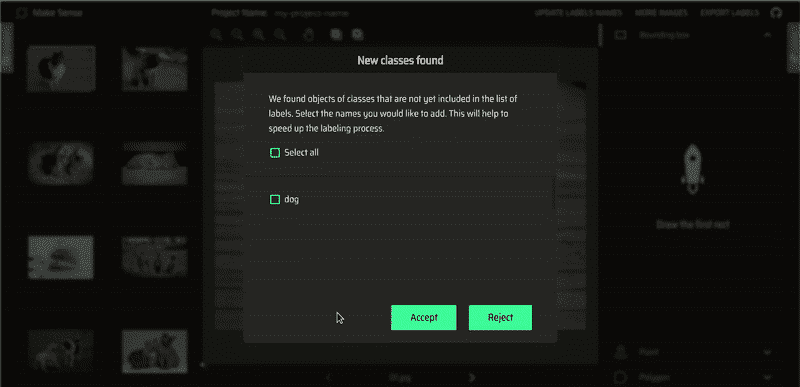 Make Sense
Project Name: my-project-name
UPDATE LABELS NAMES
MORE IMAGES
EXPORT LABELS
Bounding box
New classes found
We found objects of classes that are not yet included in the list of
labels. Select the names you would like to add. This will help to
speed up the labeling process.
Select all
dog
Accept
Reject
Draw the first rect
Point
Polygon